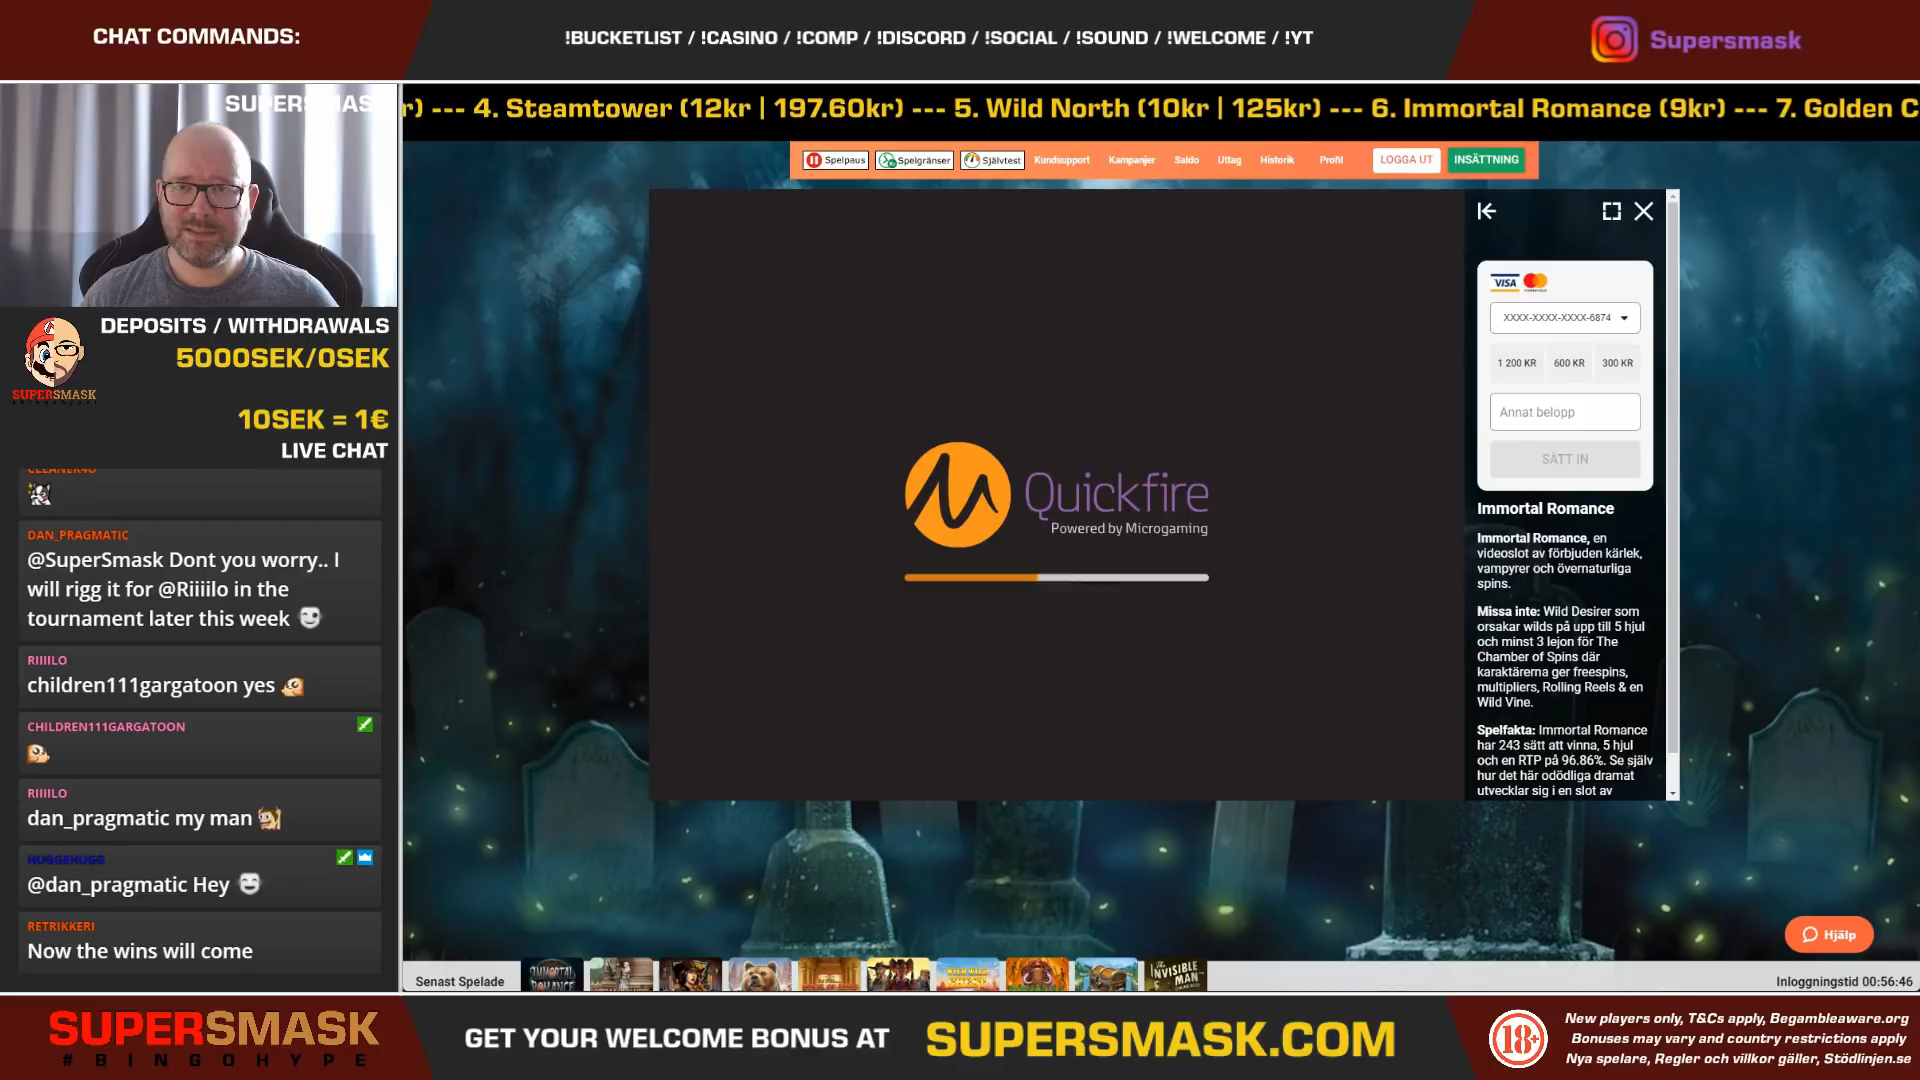 CHAT COMMANDS:
!BUCKETLIST / !CASINO / !COMP / !DISCORD / !SOCIAL / !SOUND / !WELCOME / !YT
Supersmask
SUPERSMAS
r) --- 4. Steamtower (12kr | 197.60kr) --- 5. Wild North (10kr | 125kr) --- 6. Immortal Romance (9kr) --- 7. Golden C
Spelpaus
Spelgränser
Självtest
Kundsupport
Kampanjer
Saldo
Uttag
Historik
Profil
LOGGA UT
INSÄTTNING
DEPOSITS / WITHDRAWALS
5000SEK/0SEK
SUPERSMASK
10SEK = 1€
LIVE CHAT
CLEANER40
DAN_PRAGMATIC
@SuperSmask Dont you worry.. I
will rigg it for @Riiiilo in the
tournament later this week
RIIIILO
children111gargatoon yes
CHILDREN111GARGATOON
RIIIILO
dan_pragmatic my man
HUGGEHUGG
@dan_pragmatic Hey
RETRIKKERI
Now the wins will come
Quickfire
Powered by Microgaming
VISA
XXXX-XXXX-XXXX-6874
1 200 KR
600 KR
300 KR
Annat belopp
SÄTT IN
Immortal Romance
Immortal Romance, en
videoslot av förbjuden kärlek,
vampyrer och övernaturliga
spins.
Missa inte: Wild Desirer som
orsakar wilds på upp till 5 hjul
och minst 3 lejon för The
Chamber of Spins där
karaktärerna ger freespins,
multipliers, Rolling Reels & en
Wild Vine.
Spelfakta: Immortal Romance
har 243 sätt att vinna, 5 hjul
och en RTP på 96.86%. Se själv
hur det här odödliga dramat
utvecklar sig i en slot av
Hjälp
Senast Spelade
IMMORTAL
ROMANCE
THE
INVISIBLE
MAN
Inloggningstid 00:56:46
SUPERSMASK
#BINGOHYPE
GET YOUR WELCOME BONUS AT
SUPERSMASK.COM
18+
New players only, T&Cs apply, Begambleaware.org
Bonuses may vary and country restrictions apply
Nya spelare, Regler och villkor gäller, Stödlinjen.se